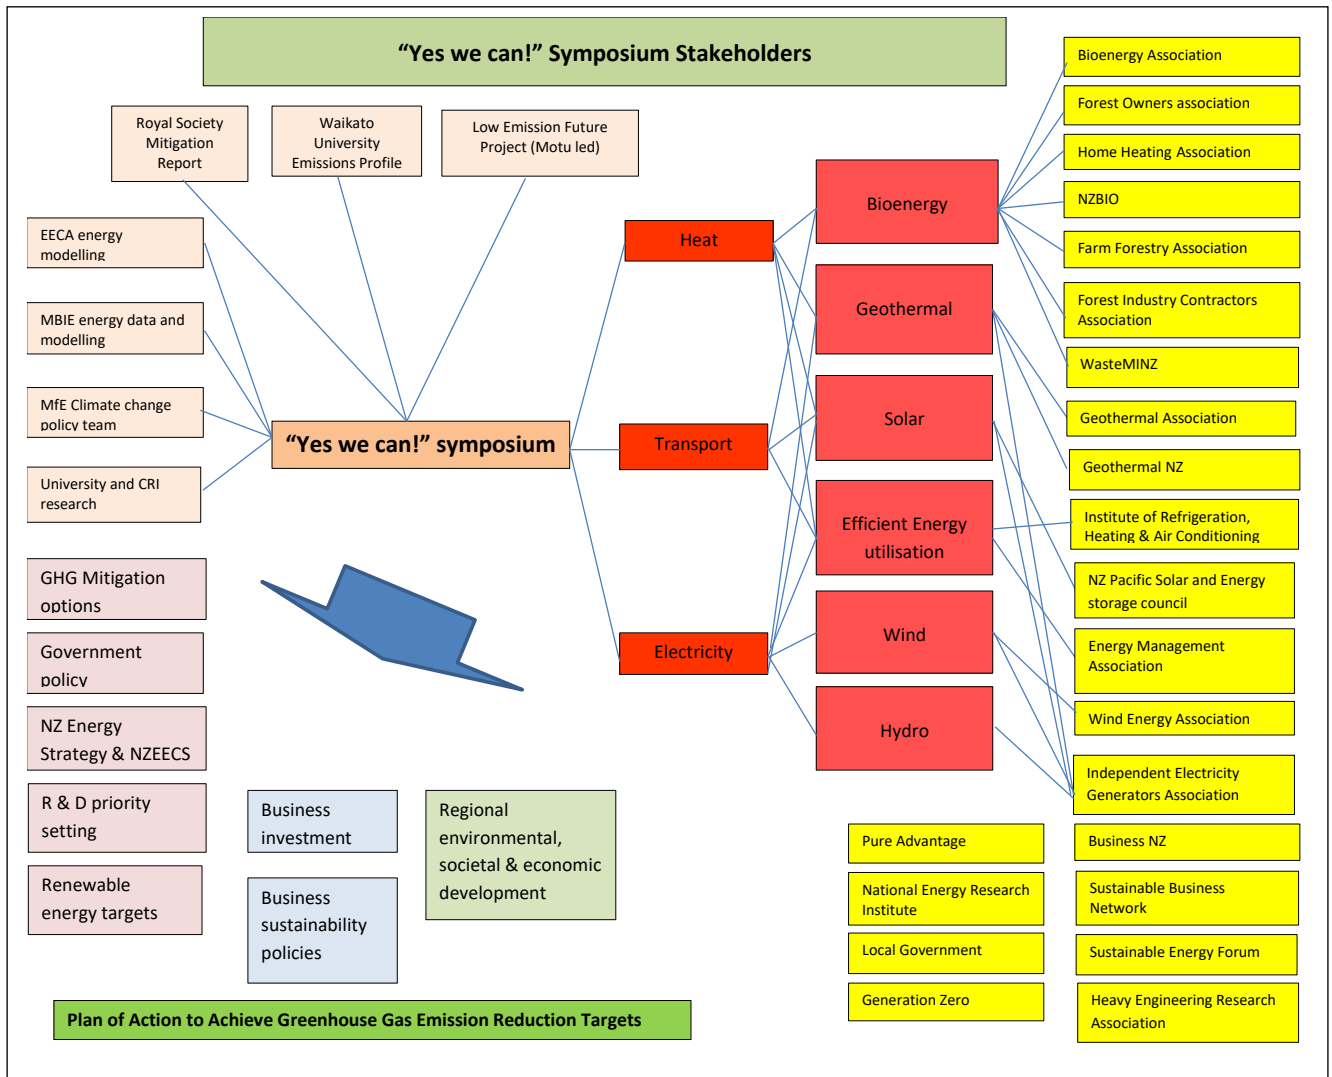 “Yes we can!” Symposium Stakeholders
Royal Society
Mitigation
Report
Waikato
University
Emissions Profile
Low Emission Future
Project (Motu led)
EECA energy
modelling
MBIE energy data and
modelling
MfE Climate change
policy team
University and CRI
research
“Yes we can!” symposium
Heat
Transport
Electricity
Bioenergy
Geothermal
Solar
Efficient Energy
utilisation
Wind
Hydro
Bioenergy Association
Forest Owners association
Home Heating Association
NZBIO
Farm Forestry Association
Forest Industry Contractors
Association
WasteMINZ
Geothermal Association
Geothermal NZ
Institute of Refrigeration,
Heating & Air Conditioning
NZ Pacific Solar and Energy
storage council
Energy Management
Association
Wind Energy Association
Independent Electricity
Generators Association
GHG Mitigation
options
Government
policy
NZ Energy
Strategy & NZEECS
R & D priority
setting
Renewable
energy targets
Business
investment
Business
sustainability
policies
Regional
environmental,
societal & economic
development
Pure Advantage
National Energy Research
Institute
Local Government
Generation Zero
Business NZ
Sustainable Business
Network
Sustainable Energy Forum
Heavy Engineering Research
Association
Plan of Action to Achieve Greenhouse Gas Emission Reduction Targets